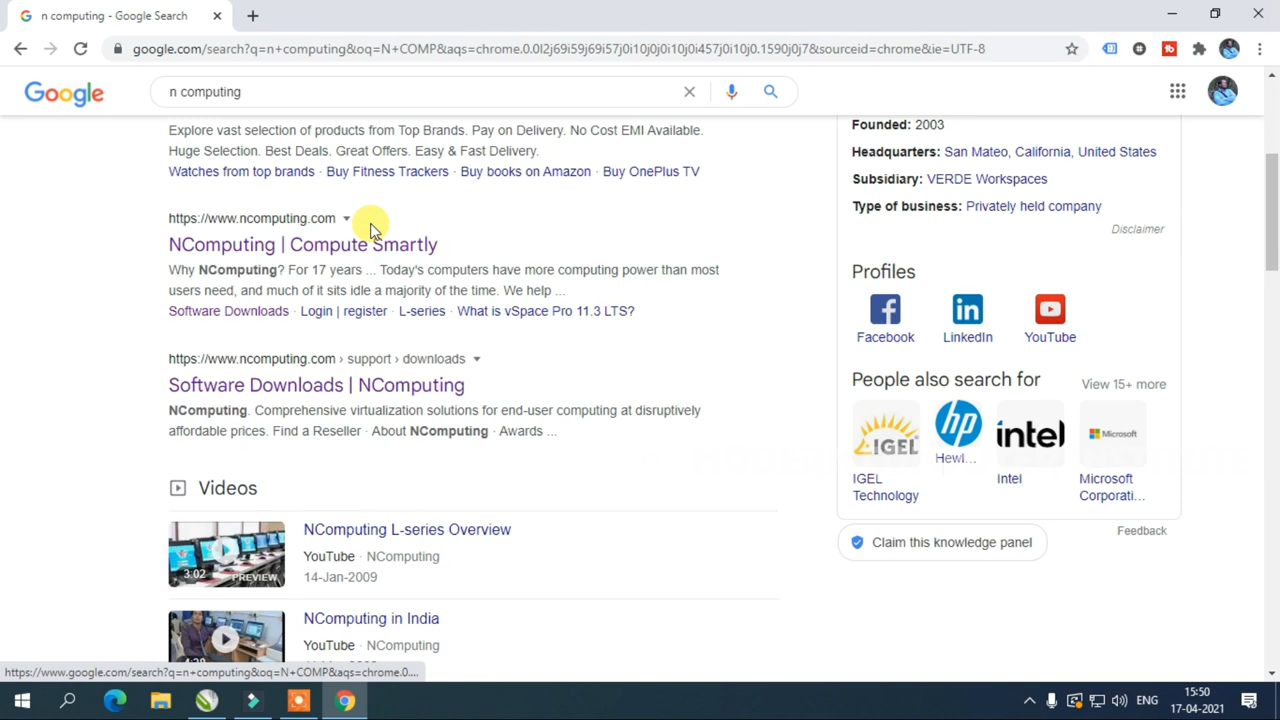 n computing - Google Search
google.com/search?q=n+computing&oq=N+COMP&aqs=chrome.0.0l2j69i59j69i57j0i10j0j0i10j0i457j0i10j0.1590j0j7&sourceid=chrome&ie=UTF-8
Google
n computing
Explore vast selection of products from Top Brands. Pay on Delivery. No Cost EMI Available.
Huge Selection. Best Deals. Great Offers. Easy & Fast Delivery.
Watches from top brands · Buy Fitness Trackers · Buy books on Amazon · Buy OnePlus TV
https://www.ncomputing.com
NComputing | Compute Smartly
Why NComputing? For 17 years ... Today's computers have more computing power than most
users need, and much of it sits idle a majority of the time. We help ...
Software Downloads · Login | register · L-series · What is vSpace Pro 11.3 LTS?
https://www.ncomputing.com › support › downloads
Software Downloads | NComputing
NComputing. Comprehensive virtualization solutions for end-user computing at disruptively
affordable prices. Find a Reseller · About NComputing · Awards ...
Videos
3:02
PREVIEW
NComputing L-series Overview
YouTube · NComputing
14-Jan-2009
NComputing in India
YouTube · NComputing
Founded: 2003
Headquarters: San Mateo, California, United States
Subsidiary: VERDE Workspaces
Type of business: Privately held company
Disclaimer
Profiles
Facebook
LinkedIn
YouTube
People also search for
View 15+ more
IGEL
hp
intel
Microsoft
IGEL
Technology
Hewl...
Intel
Microsoft
Corporati...
Feedback
Claim this knowledge panel
https://www.google.com/search?q=n+computing&oq=N+COMP&aqs=chrome.0....
ENG
15:50
17-04-2021